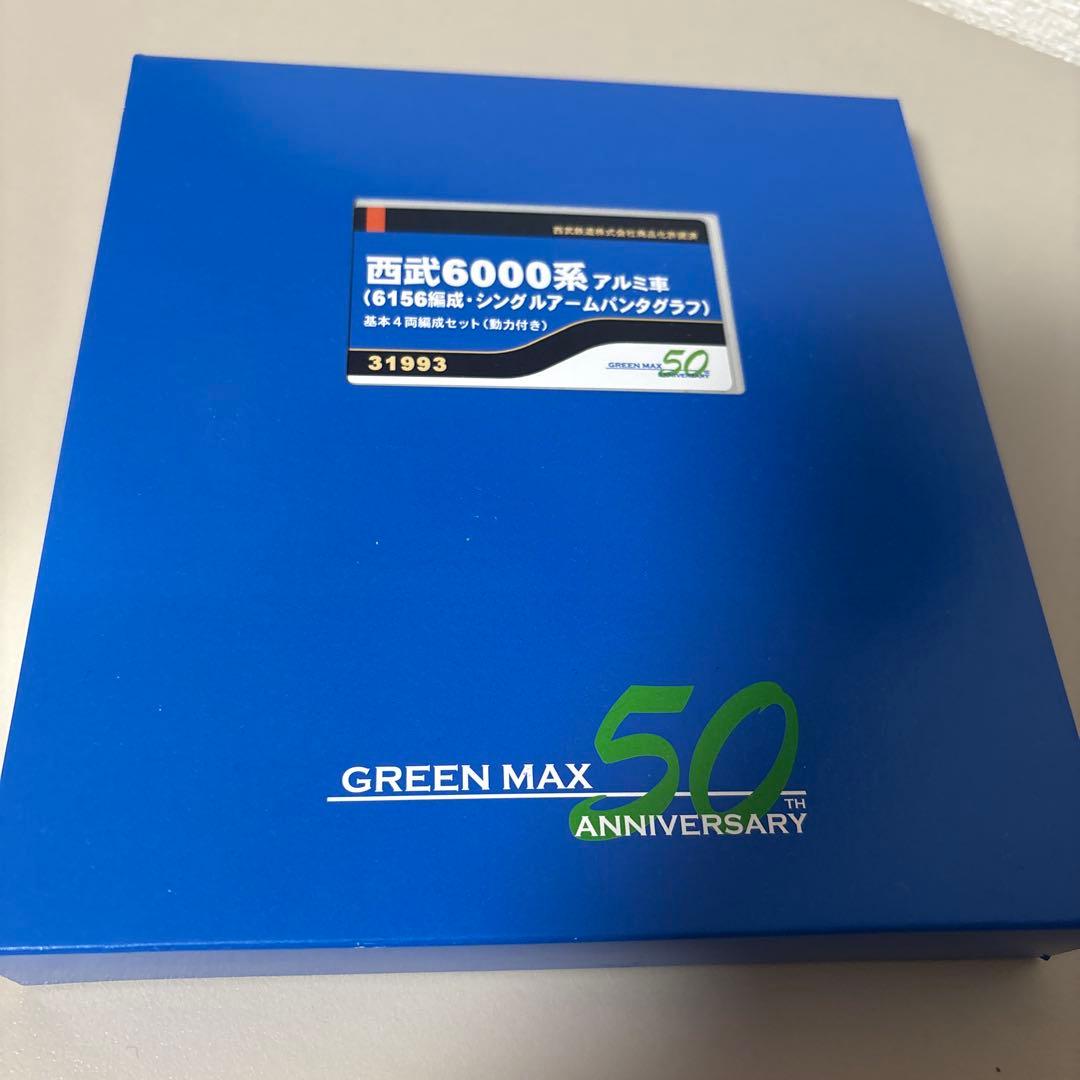 西武鉄道株式会社商品化許諾済
西武6000系 アルミ車
(6156編成・シングルアームパンタグラフ)
基本4両編成セット(動力付き)
31993
GREEN MAX 50TH
ANNIVERSARY
GREEN MAX 50TH
ANNIVERSARY